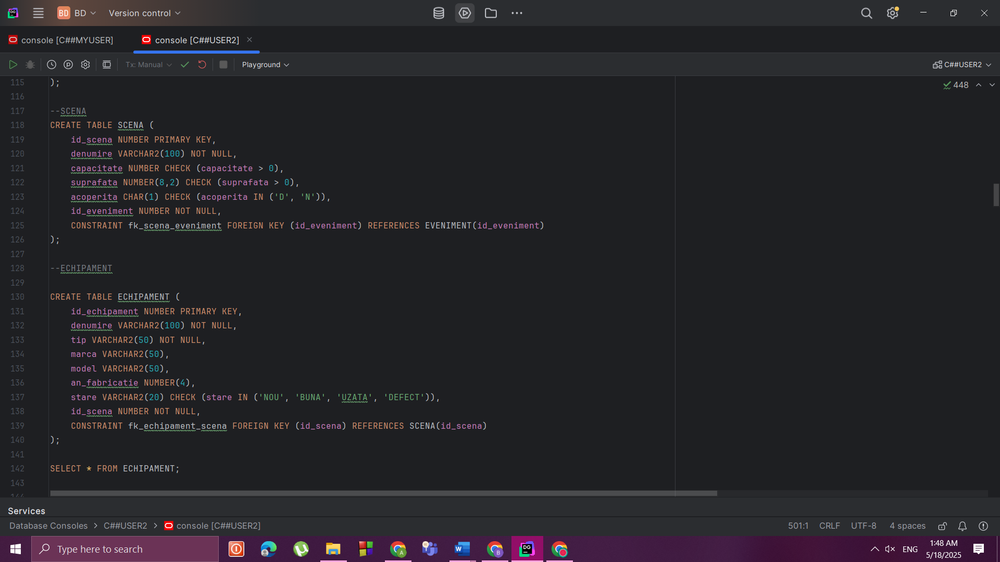 BD BD Version control
console [C##MYUSER] console [C##USER2]
Tx: Manual Playground C##USER2
448
115 );
116
117 --SCENA
118 CREATE TABLE SCENA (
119 id_scena NUMBER PRIMARY KEY,
120 denumire VARCHAR2(100) NOT NULL,
121 capacitate NUMBER CHECK (capacitate > 0),
122 suprafata NUMBER(8,2) CHECK (suprafata > 0),
123 acoperita CHAR(1) CHECK (acoperita IN ('D', 'N')),
124 id_eveniment NUMBER NOT NULL,
125 CONSTRAINT fk_scena_eveniment FOREIGN KEY (id_eveniment) REFERENCES EVENIMENT(id_eveniment)
126 );
127
128 --ECHIPAMENT
129
130 CREATE TABLE ECHIPAMENT (
131 id_echipament NUMBER PRIMARY KEY,
132 denumire VARCHAR2(100) NOT NULL,
133 tip VARCHAR2(50) NOT NULL,
134 marca VARCHAR2(50),
135 model VARCHAR2(50),
136 an_fabricatie NUMBER(4),
137 stare VARCHAR2(20) CHECK (stare IN ('NOU', 'BUNA', 'UZATA', 'DEFECT')),
138 id_scena NUMBER NOT NULL,
139 CONSTRAINT fk_echipament_scena FOREIGN KEY (id_scena) REFERENCES SCENA(id_scena)
140 );
141
142 SELECT * FROM ECHIPAMENT;
143
Services
Database Consoles > C##USER2 > console [C##USER2] 501:1 CRLF UTF-8 4 spaces
Type here to search
ENG
1:48 AM
5/18/2025